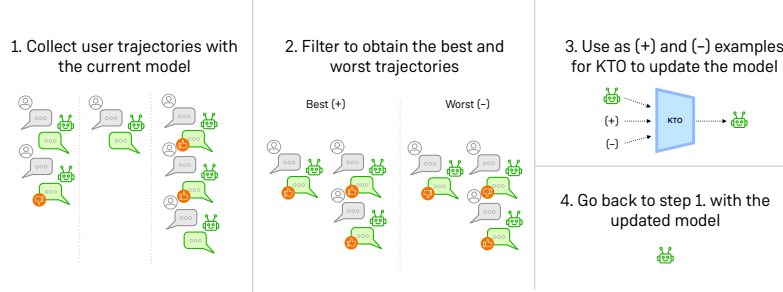 1. Collect user trajectories with
the current model
2. Filter to obtain the best and
worst trajectories
Best (+)
Worst (-)
3. Use as (+) and (-) examples
for KTO to update the model
(+)
(-)
KTO
4. Go back to step 1. with the
updated model